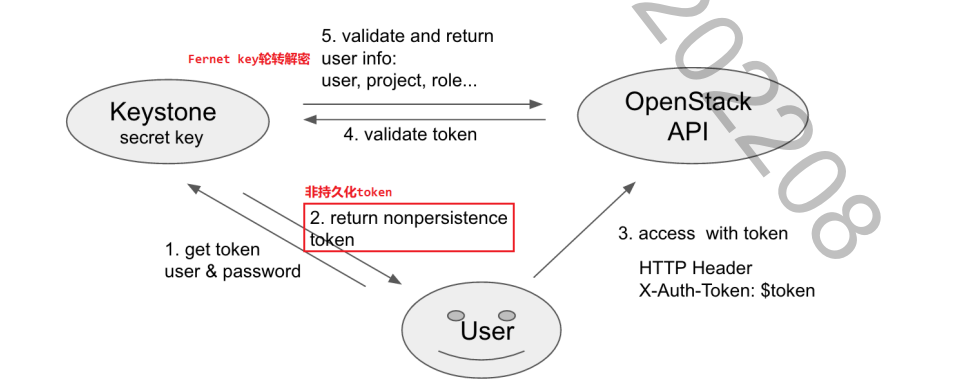 5. validate and return
Fernet key轮转解密
user info:
user, project, role...
Keystone
secret key
OpenStack
API
4. validate token
非持久化token
2. return nonpersistence
token
1. get token
user & password
3. access with token
HTTP Header
X-Auth-Token: $token
User
202208